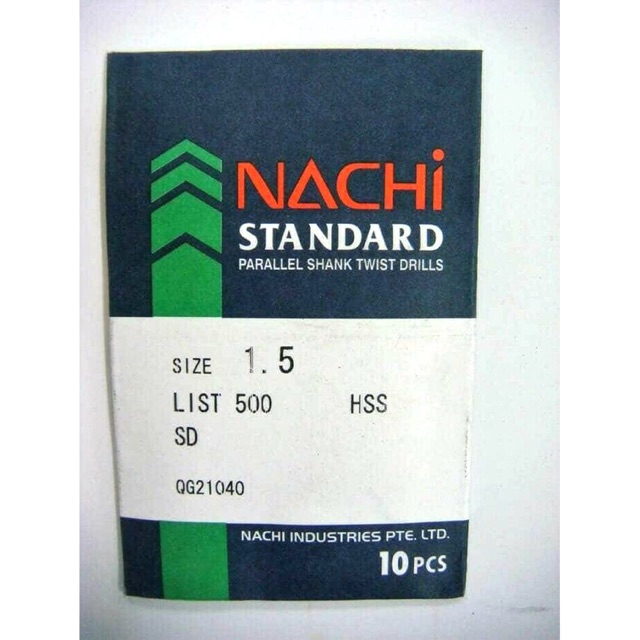 NACHi
STANDARD
PARALLEL SHANK TWIST DRILLS
SIZE 1.5
LIST 500 HSS
SD
QG21040
NACHI INDUSTRIES PTE. LTD.
10 PCS